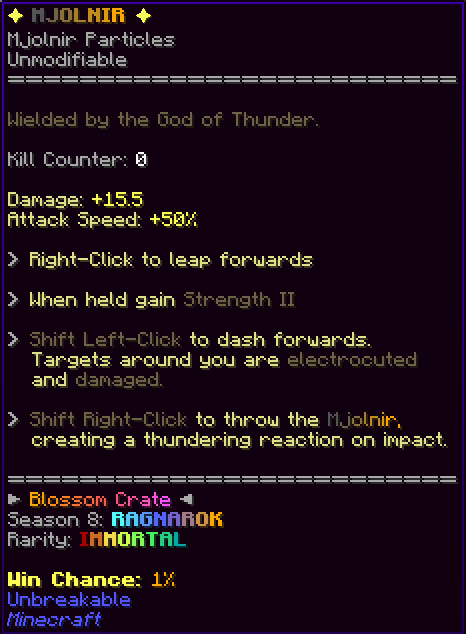 ✦ MJOLNIR ✦
Mjolnir Particles
Unmodifiable
============================
Wielded by the God of Thunder.
Kill Counter: 0
Damage: +15.5
Attack Speed: +50%
> Right-Click to leap forwards
> When held gain Strength II
> Shift Left-Click to dash forwards.
Targets around you are electrocuted
and damaged.
> Shift Right-Click to throw the Mjolnir,
creating a thundering reaction on impact.
============================
► Blossom Crate ◄
Season 8: RAGNAROK
Rarity: IMMORTAL
Win Chance: 1%
Unbreakable
Minecraft